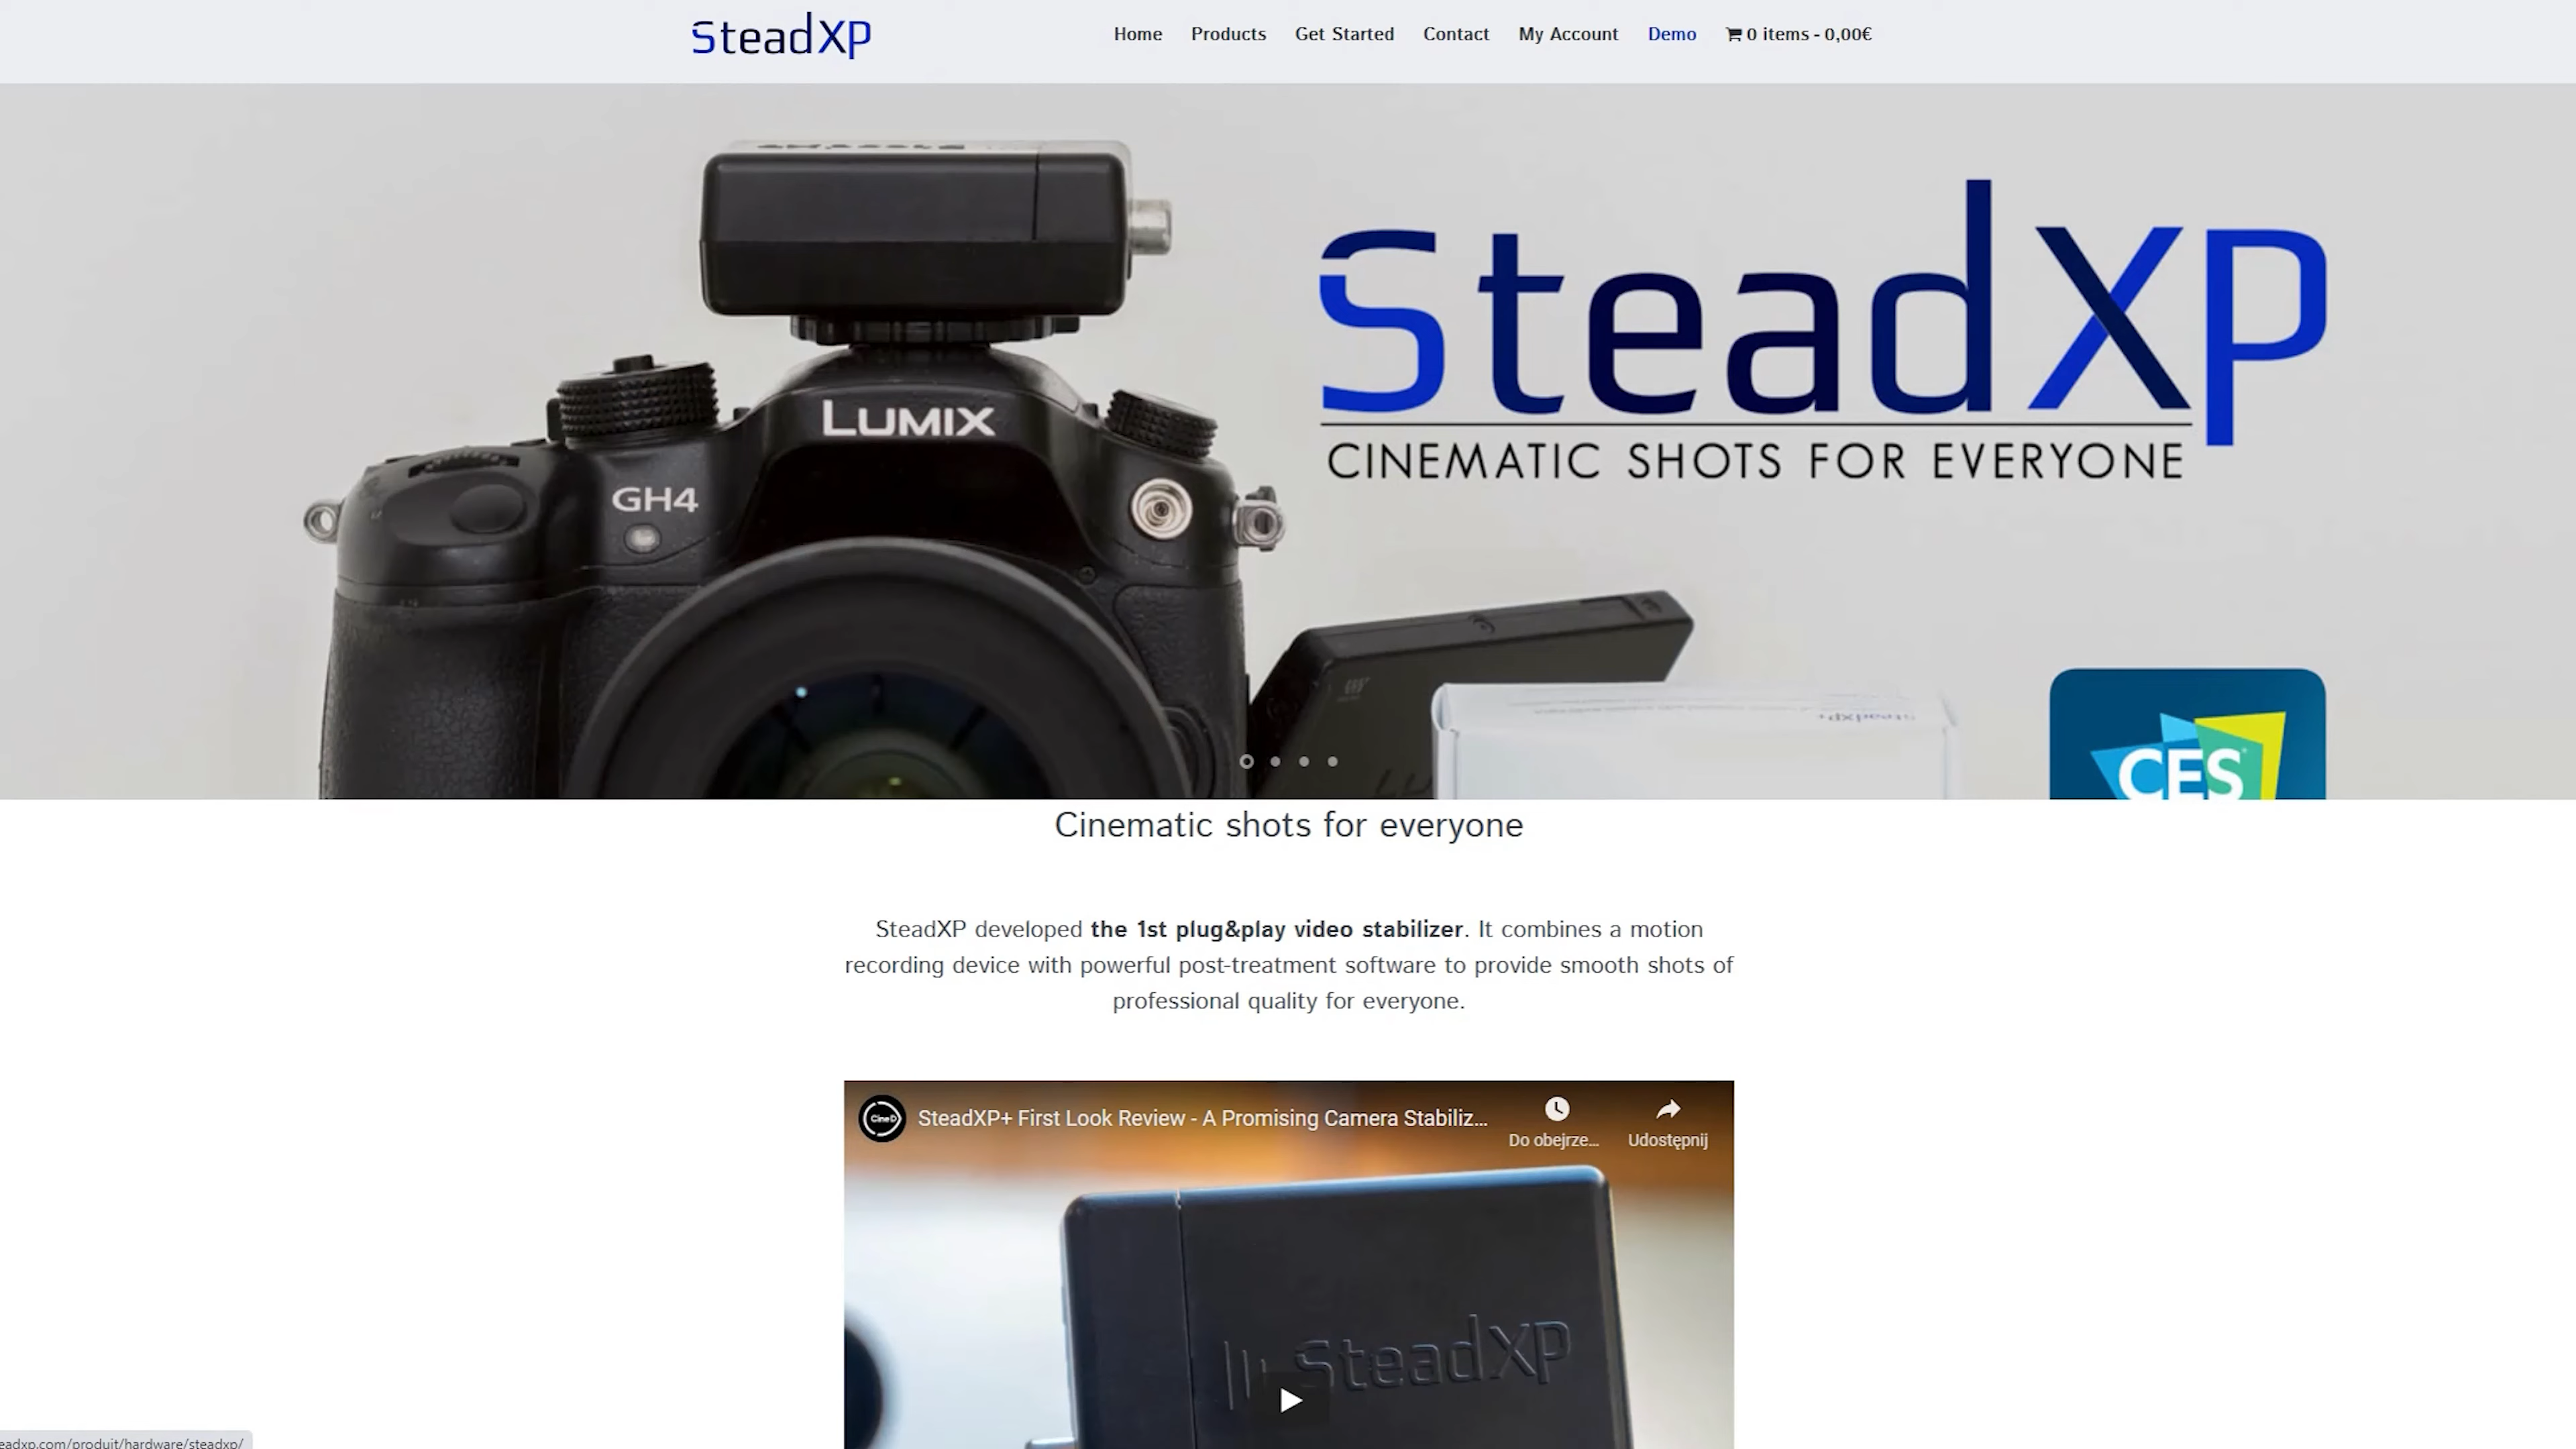 SteadXP
Home Products Get Started Contact My Account Demo 0 items - 0,00€
SteadXP
CINEMATIC SHOTS FOR EVERYONE
LUMIX
GH4
CES
Cinematic shots for everyone
SteadXP developed the 1st plug&play video stabilizer. It combines a motion
recording device with powerful post-treatment software to provide smooth shots of
professional quality for everyone.
CineD
SteadXP+ First Look Review - A Promising Camera Stabiliz...
Do obejrze...
Udostępnij
SteadXP
eadxp.com/produit/hardware/steadxp/